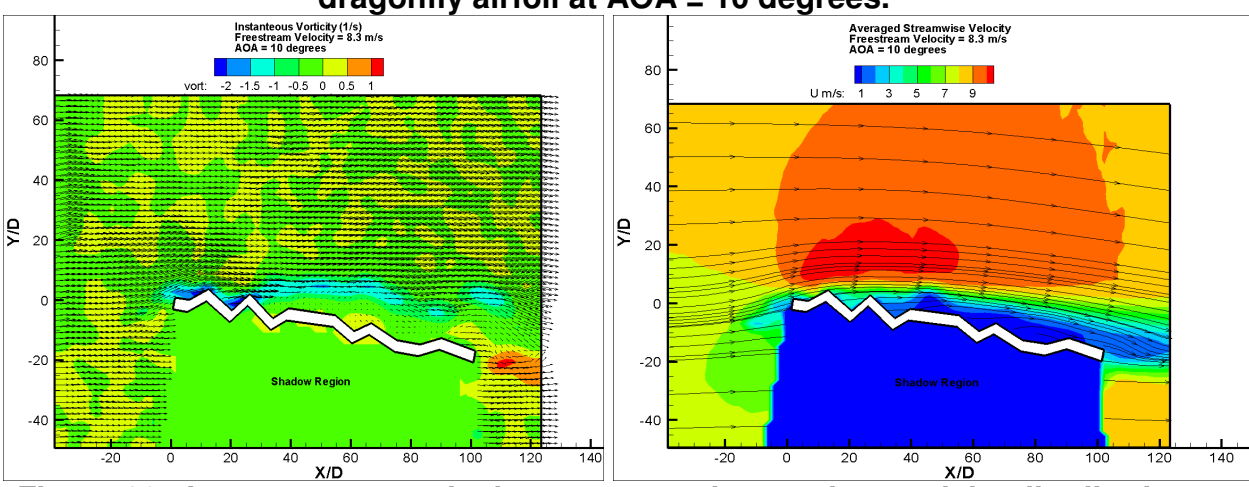 dragonfly airfoil at AOA = 10 degrees.
Instanteous Vorticity (1/s)
Freestream Velocity = 8.3 m/s
AOA = 10 degrees
vort: -2 -1.5 -1 -0.5 0 0.5 1
80
60
40
20
0
-20
-40
Y/D
Shadow Region
-20 0 20 40 60 80 100 120 140
X/D
Averaged Streamwise Velocity
Freestream Velocity = 8.3 m/s
AOA = 10 degrees
U m/s: 1 3 5 7 9
80
60
40
20
0
-20
-40
Y/D
Shadow Region
-20 0 20 40 60 80 100 120 140
X/D